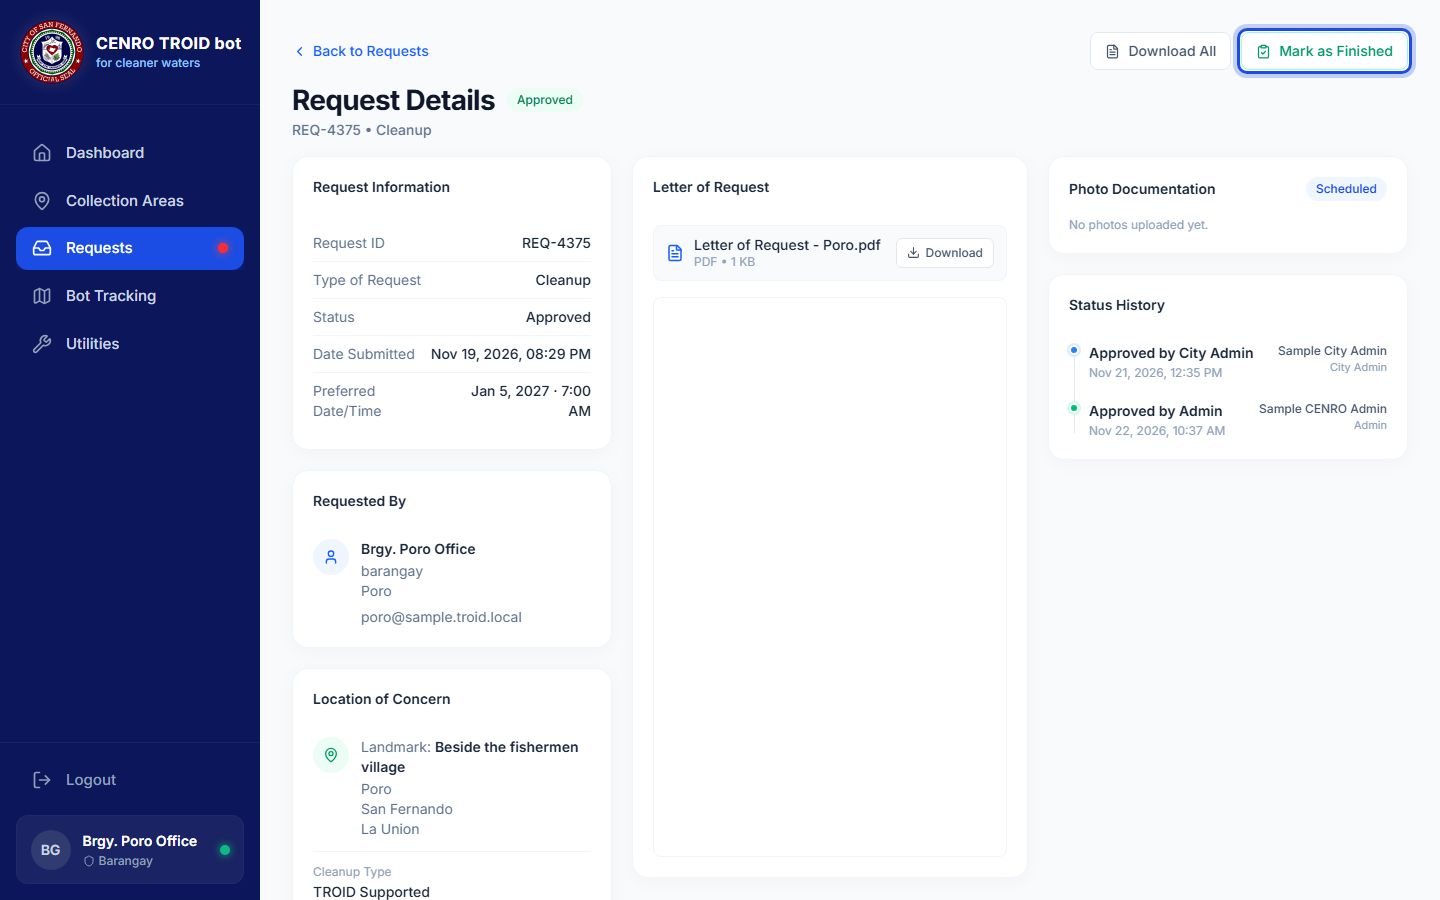 CITY OF SAN FERNANDO
OFFICIAL SEAL
CENRO TROID bot
for cleaner waters
Dashboard
Collection Areas
Requests
Bot Tracking
Utilities
Logout
BG
Brgy. Poro Office
Barangay
Back to Requests
Download All
Mark as Finished
Request Details
Approved
REQ-4375 • Cleanup
Request Information
Request ID REQ-4375
Type of Request Cleanup
Status Approved
Date Submitted Nov 19, 2026, 08:29 PM
Preferred Jan 5, 2027 · 7:00
Date/Time AM
Requested By
Brgy. Poro Office
barangay
Poro
poro@sample.troid.local
Location of Concern
Landmark: Beside the fishermen
village
Poro
San Fernando
La Union
Cleanup Type
TROID Supported
Letter of Request
Letter of Request - Poro.pdf
PDF • 1 KB
Download
Photo Documentation
Scheduled
No photos uploaded yet.
Status History
Approved by City Admin Sample City Admin
Nov 21, 2026, 12:35 PM City Admin
Approved by Admin Sample CENRO Admin
Nov 22, 2026, 10:37 AM Admin